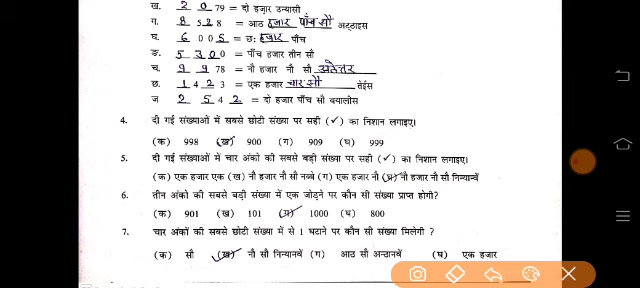 ख. 2 0 79 = दो हज़ार उन्यासी
ग. 8 5 2 8 = आठ हजार पाँच सौ अट्ठाइस
घ. 6 0 0 5 = छः हजार पाँच
ङ. 5 3 0 0 = पाँच हजार तीन सौ
च. 9 9 78 = नौ हजार नौ सौ अठेत्तर
छ. 1 4 2 3 = एक हजार चार सौ तेईस
ज 2 5 4 2 = दो हजार पाँच सौ बयालीस
4. दी गई संख्याओं में सबसे छोटी संख्या पर सही (✓) का निशान लगाइए।
(क) 998 (ख) 900 (ग) 909 (घ) 999
5. दी गई संख्याओं में चार अंको की सबसे बड़ी संख्या पर सही (✓) का निशान लगाइए।
(क) एक हजार एक (ख) नौ हजार नौ सौ नब्बे (ग) एक हजार नौ (घ) नौ हजार नौ सौ निन्यान्वें
6. तीन अंकों की सबसे बड़ी संख्या में एक जोड़ने पर कौन सी संख्या प्राप्त होगी?
(क) 901 (ख) 101 (ग) 1000 (घ) 800
7. चार अंकों की सबसे छोटी संख्या में से 1 घटाने पर कौन सी संख्या मिलेगी ?
(क) सौ (ख) नौ सौ निन्यानबें (ग) आठ सौ अन्ठानबें (घ) एक हजार